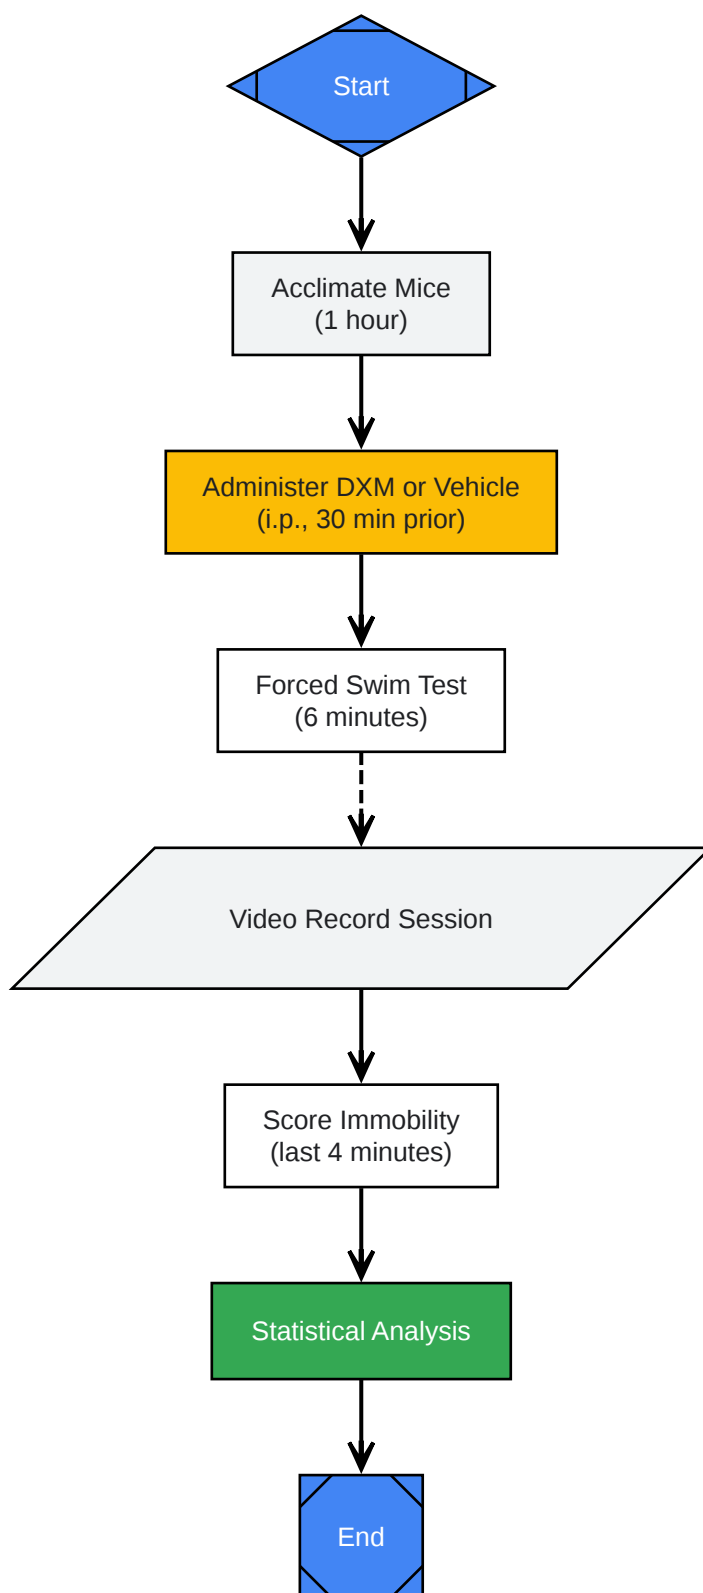 Start
Acclimate Mice
(1 hour)
Administer DXM or Vehicle
(i.p., 30 min prior)
Forced Swim Test
(6 minutes)
Video Record Session
Score Immobility
(last 4 minutes)
Statistical Analysis
End